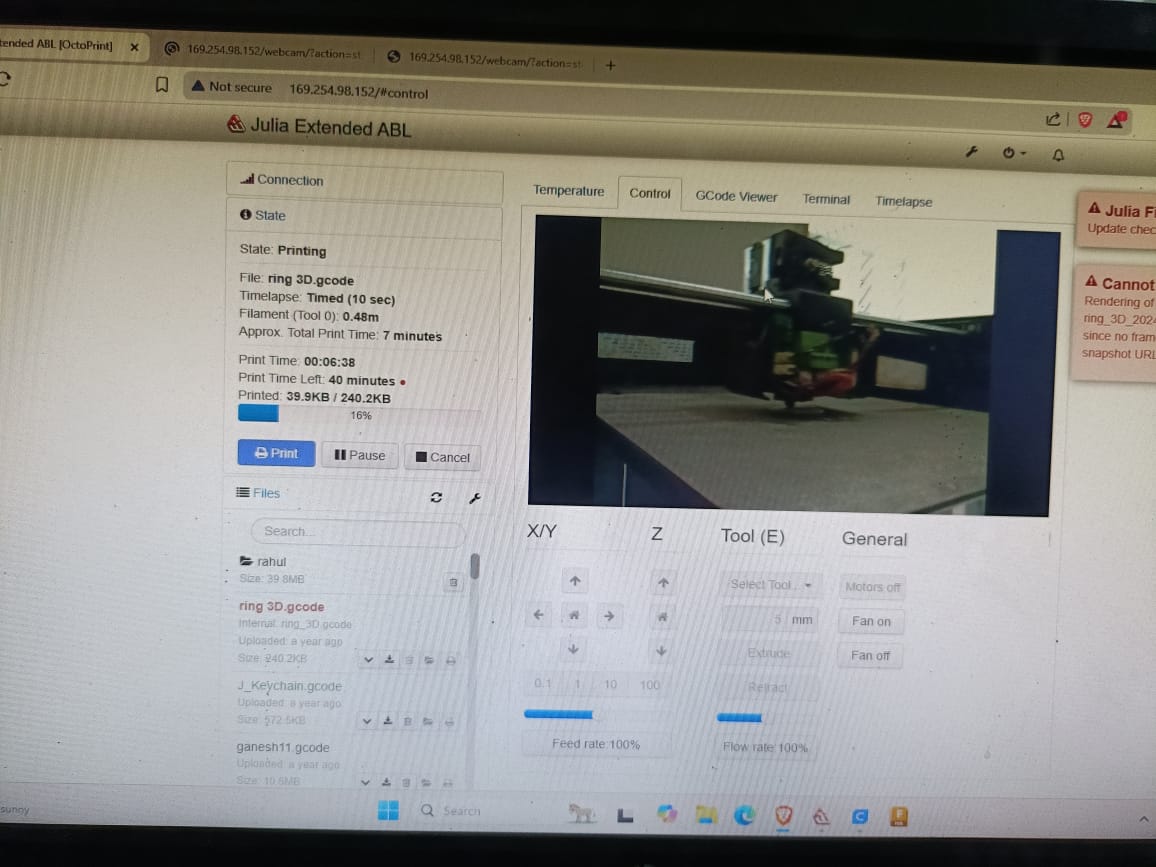 tended ABL [OctoPrint]
169.254.98.152/webcam/?action=st
169.254.98.152/webcam/?action=st
Not secure 169.254.98.152/#control
Julia Extended ABL
Connection
State
State: Printing
File: ring 3D.gcode
Timelapse: Timed (10 sec)
Filament (Tool 0): 0.48m
Approx. Total Print Time: 7 minutes
Print Time: 00:06:38
Print Time Left: 40 minutes
Printed: 39.9KB / 240.2KB
16%
Print Pause Cancel
Files
Search...
rahul
Size: 39.8MB
ring 3D.gcode
Internal: ring_3D.gcode
Uploaded: a year ago
Size: 240.2KB
J_Keychain.gcode
Uploaded: a year ago
Size: 572.5KB
ganesh11.gcode
Uploaded: a year ago
Size: 10.6MB
Temperature Control GCode Viewer Terminal Timelapse
X/Y Z Tool (E) General
Select Tool... Motors off
5 mm Fan on
Extrude Fan off
0.1 1 10 100 Retract
Feed rate:100% Flow rate:100%
Julia Fi
Update chec
Cannot
Rendering of
ring_3D_202
since no fram
snapshot URL
sunny
Search